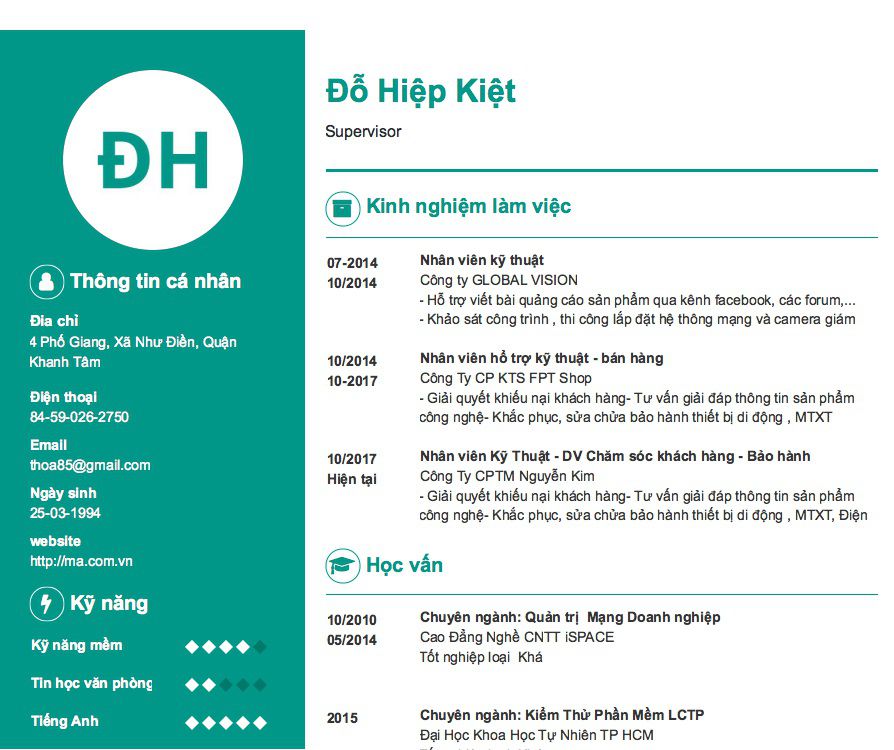 ĐH
Thông tin cá nhân
Đia chỉ
4 Phố Giang, Xã Như Điền, Quận
Khanh Tâm
Điện thoại
84-59-026-2750
Email
thoa85@gmail.com
Ngày sinh
25-03-1994
website
http://ma.com.vn
Kỹ năng
Kỹ năng mềm
Tin học văn phòng
Tiếng Anh
Đỗ Hiệp Kiệt
Supervisor
Kinh nghiệm làm việc
07-2014
10/2014
Nhân viên kỹ thuật
Công ty GLOBAL VISION
- Hỗ trợ viết bài quảng cáo sản phẩm qua kênh facebook, các forum,...
- Khảo sát công trình , thi công lắp đặt hệ thông mạng và camera giám
10/2014
10-2017
Nhân viên hổ trợ kỹ thuật - bán hàng
Công Ty CP KTS FPT Shop
- Giải quyết khiếu nại khách hàng- Tư vấn giải đáp thông tin sản phẩm
công nghệ- Khắc phục, sửa chửa bảo hành thiết bị di động , MTXT
10/2017
Hiện tại
Nhân viên Kỹ Thuật - DV Chăm sóc khách hàng - Bảo hành
Công Ty CPTM Nguyễn Kim
- Giải quyết khiếu nại khách hàng- Tư vấn giải đáp thông tin sản phẩm
công nghệ- Khắc phục, sửa chửa bảo hành thiết bị di động , MTXT, Điện
Học vấn
10/2010
05/2014
Chuyên ngành: Quản trị  Mạng Doanh nghiệp
Cao Đẳng Nghề CNTT iSPACE
Tốt nghiệp loại  Khá
2015
Chuyên ngành: Kiểm Thử Phần Mềm LCTP
Đại Học Khoa Học Tự Nhiên TP HCM